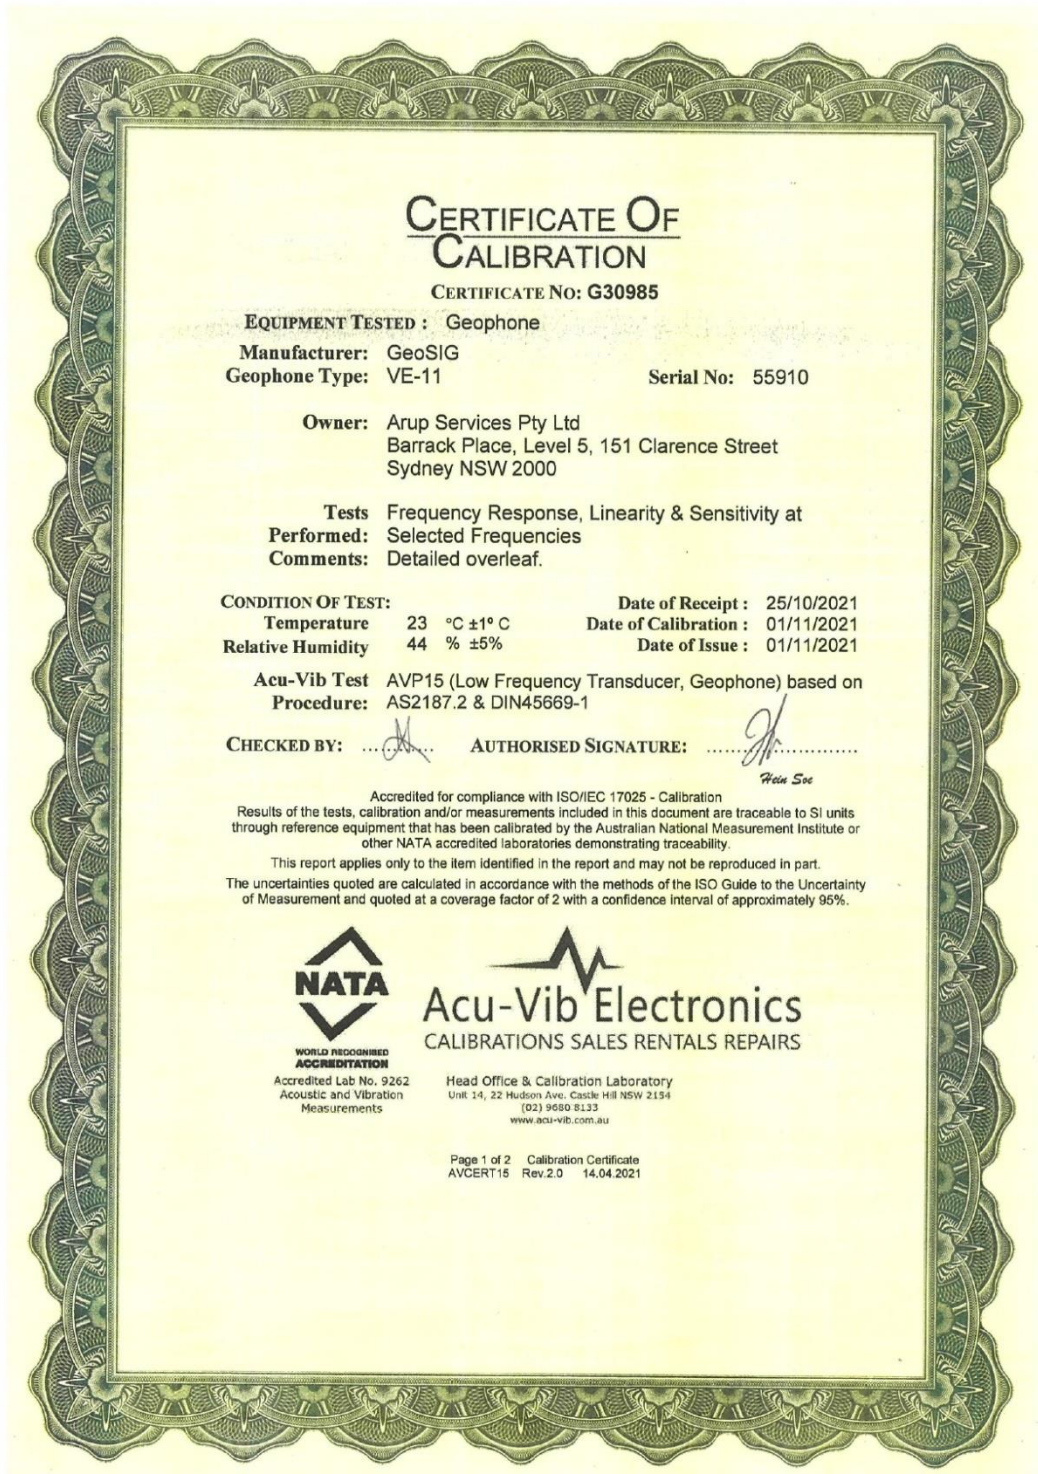 CERTIFICATE OF
CALIBRATION
CERTIFICATE NO: G30985
EQUIPMENT TESTED : Geophone
Manufacturer: GeoSIG
Geophone Type: VE-11 Serial No: 55910
Owner: Arup Services Pty Ltd
Barrack Place, Level 5, 151 Clarence Street
Sydney NSW 2000
Tests Frequency Response, Linearity & Sensitivity at
Performed: Selected Frequencies
Comments: Detailed overleaf.
CONDITION OF TEST: Date of Receipt : 25/10/2021
Temperature 23 °C ±1° C Date of Calibration : 01/11/2021
Relative Humidity 44 % ±5% Date of Issue : 01/11/2021
Acu-Vib Test AVP15 (Low Frequency Transducer, Geophone) based on
Procedure: AS2187.2 & DIN45669-1
CHECKED BY: AUTHORISED SIGNATURE:
Hein Soe
Accredited for compliance with ISO/IEC 17025 - Calibration
Results of the tests, calibration and/or measurements included in this document are traceable to SI units
through reference equipment that has been calibrated by the Australian National Measurement Institute or
other NATA accredited laboratories demonstrating traceability.
This report applies only to the item identified in the report and may not be reproduced in part.
The uncertainties quoted are calculated in accordance with the methods of the ISO Guide to the Uncertainty
of Measurement and quoted at a coverage factor of 2 with a confidence interval of approximately 95%.
NATA
WORLD RECOGNISED
ACCREDITATION
Accredited Lab No. 9262
Acoustic and Vibration
Measurements
Acu-Vib Electronics
CALIBRATIONS SALES RENTALS REPAIRS
Head Office & Calibration Laboratory
Unit 14, 22 Hudson Ave. Castle Hill NSW 2154
(02) 9680 8133
www.acu-vib.com.au
Page 1 of 2 Calibration Certificate
AVCERT15 Rev.2.0 14.04.2021